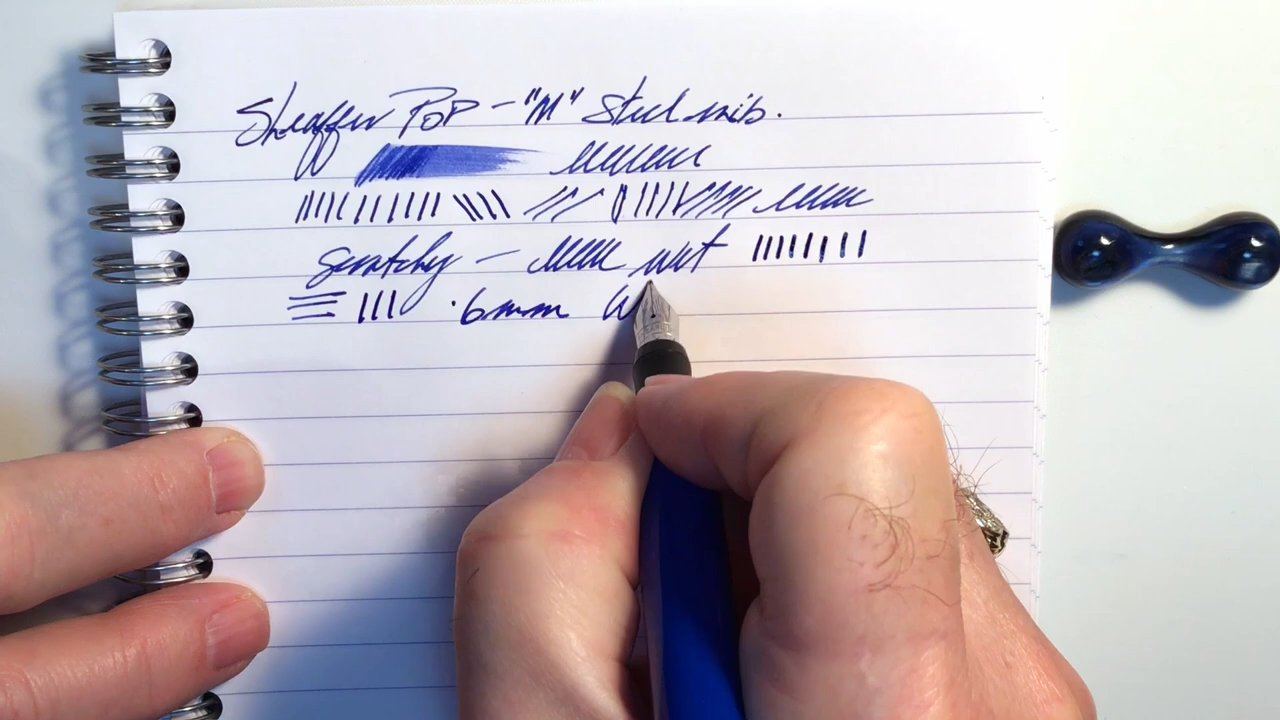 Sheaffer POP - "M" Steel nib.
scratchy - wet
.6mm W